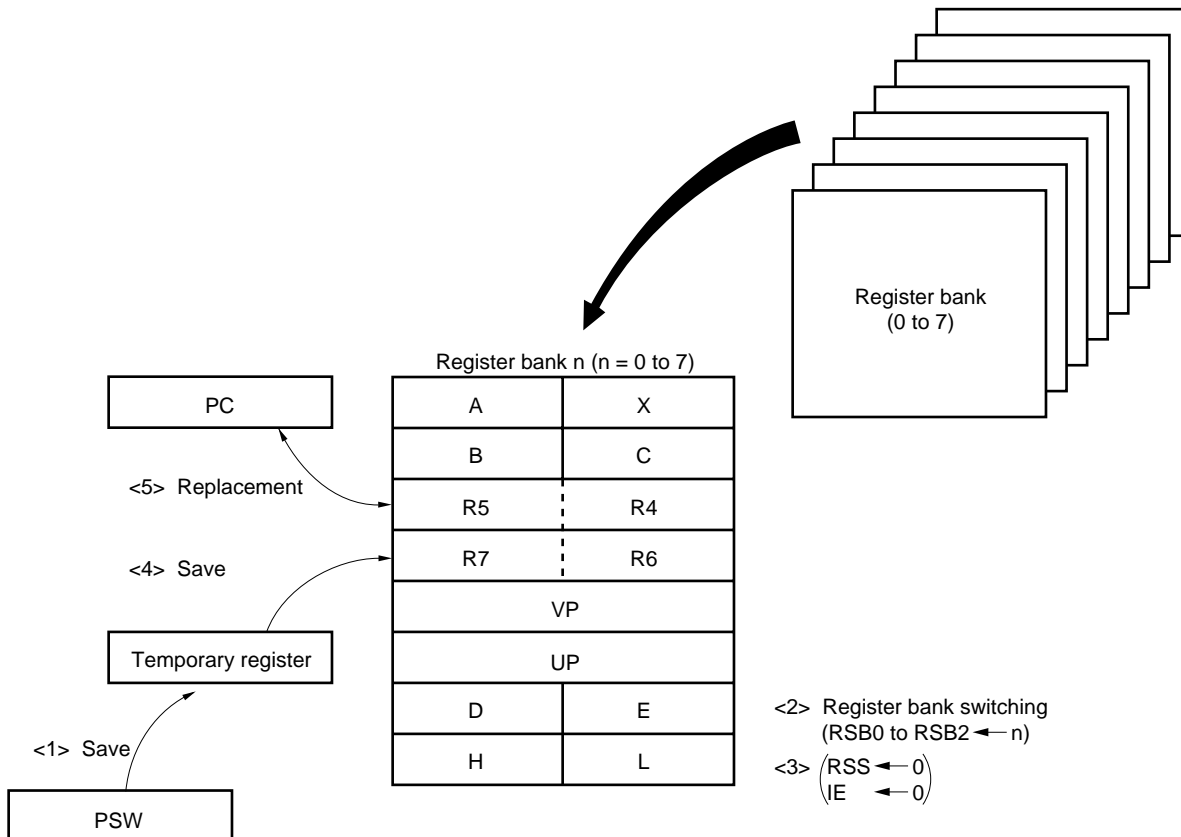 Register bank
(0 to 7)
Register bank n (n = 0 to 7)
PC
A X
B C
<5> Replacement
R5 R4
<4> Save
R7 R6
VP
Temporary register
UP
D E
<2> Register bank switching
(RSB0 to RSB2 ← n)
<1> Save
H L
<3> (RSS ← 0
IE ← 0)
PSW